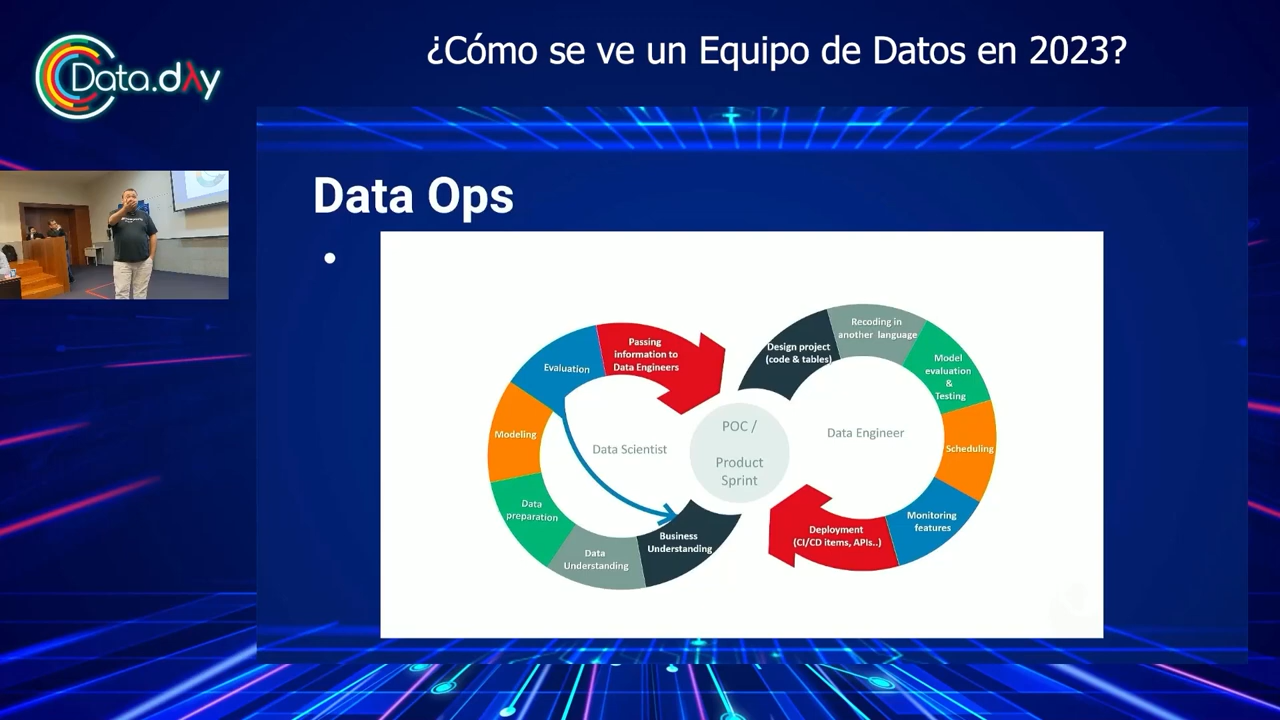 ¿Cómo se ve un Equipo de Datos en 2023?
Data.day
Data Ops
Passing
information to
Data Engineers
Evaluation
Modeling
Data
preparation
Data
Understanding
Business
Understanding
Data Scientist
POC /
Product
Sprint
Design project
(code & tables)
Recoding in
another language
Model
evaluation
&
Testing
Scheduling
Monitoring
features
Deployment
(CI/CD items, APIs..)
Data Engineer